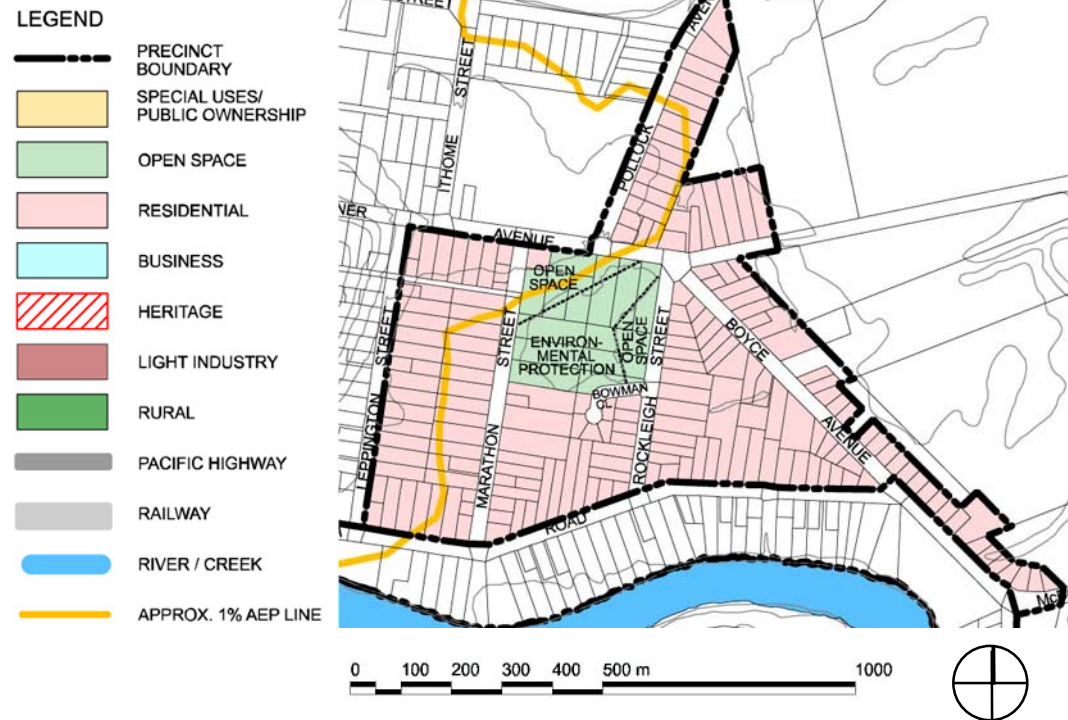 LEGEND
PRECINCT
BOUNDARY
SPECIAL USES/
PUBLIC OWNERSHIP
OPEN SPACE
RESIDENTIAL
BUSINESS
HERITAGE
LIGHT INDUSTRY
RURAL
PACIFIC HIGHWAY
RAILWAY
RIVER / CREEK
APPROX. 1% AEP LINE
STREET
ITHOME
AVENUE
OPEN
SPACE
POLLOCK
NER
LEPPINGTON
STREET
MARATHON
STREET
ENVIRON-
MENTAL
PROTECTION
OPEN
SPACE
BOWMAN
CL
ROCKLEIGH
STREET
BOYCE
AVENUE
ROAD
0 100 200 300 400 500 m 1000